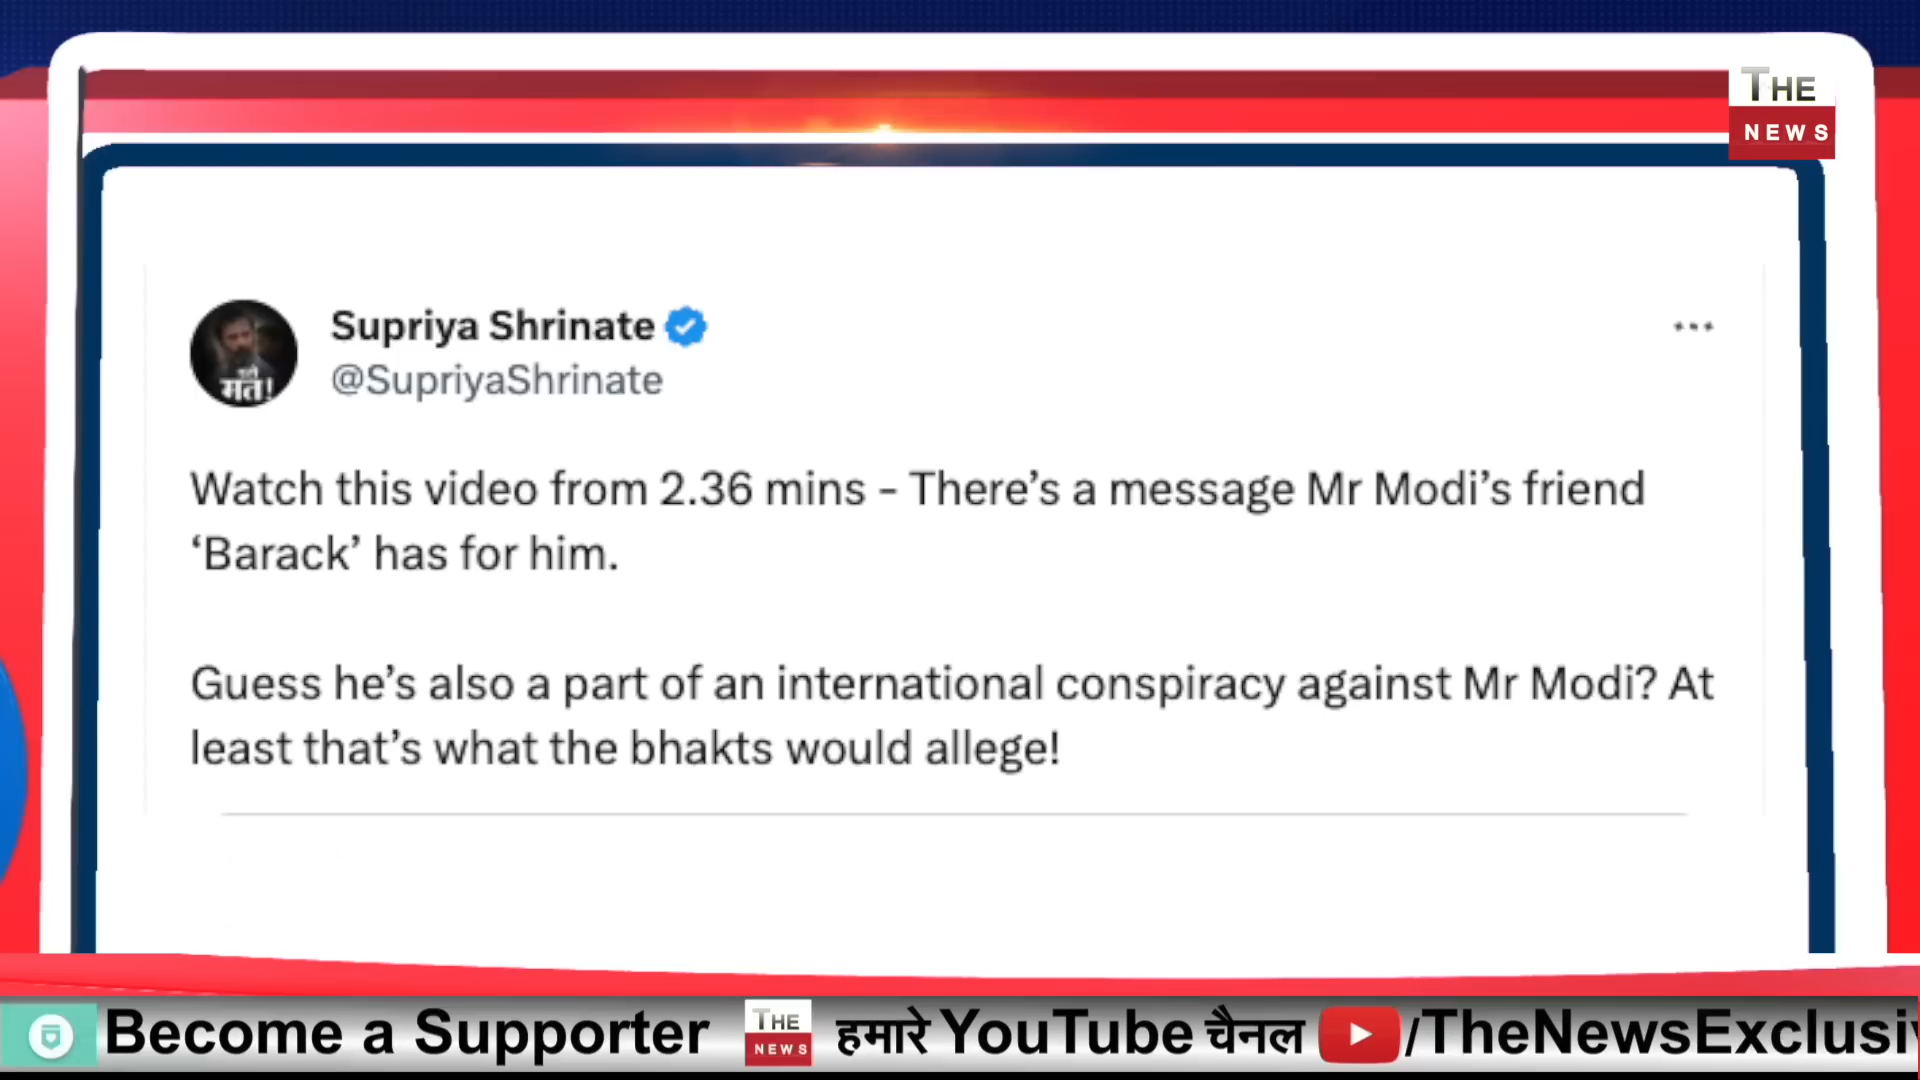 THE
NEWS
Supriya Shrinate
@SupriyaShrinate
मत!
Watch this video from 2.36 mins – There’s a message Mr Modi’s friend
‘Barack’ has for him.
Guess he’s also a part of an international conspiracy against Mr Modi? At
least that’s what the bhakts would allege!
Become a Supporter THE NEWS हमारे YouTube चैनल /TheNewsExclusiv